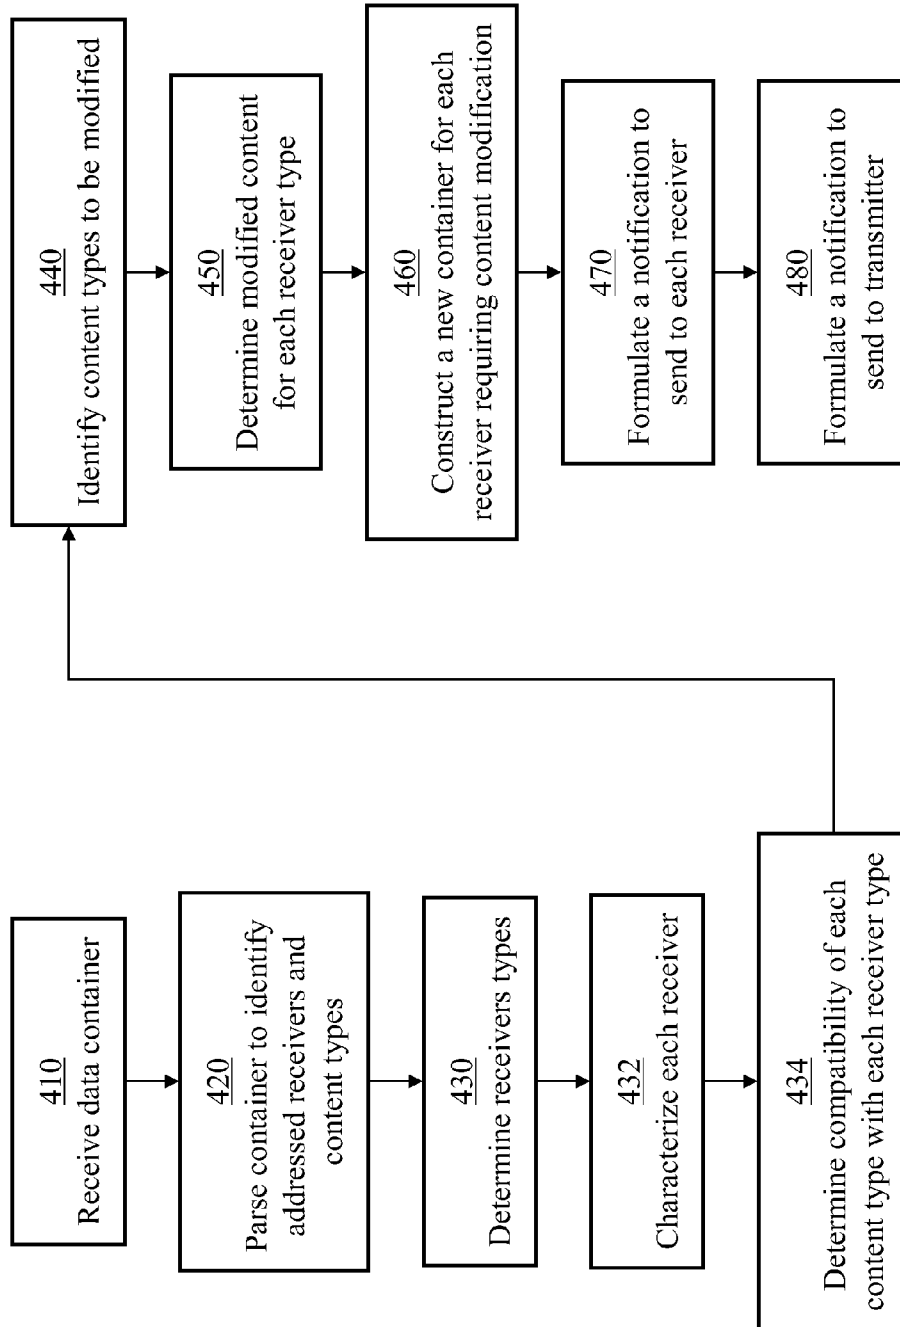 410
Receive data container
420
Parse container to identify
addressed receivers and
content types
430
Determine receivers types
432
Characterize each receiver
434
Determine compatibility of each
content type with each receiver type
440
Identify content types to be modified
450
Determine modified content
for each receiver type
460
Construct a new container for each
receiver requiring content modification
470
Formulate a notification to
send to each receiver
480
Formulate a notification to
send to transmitter